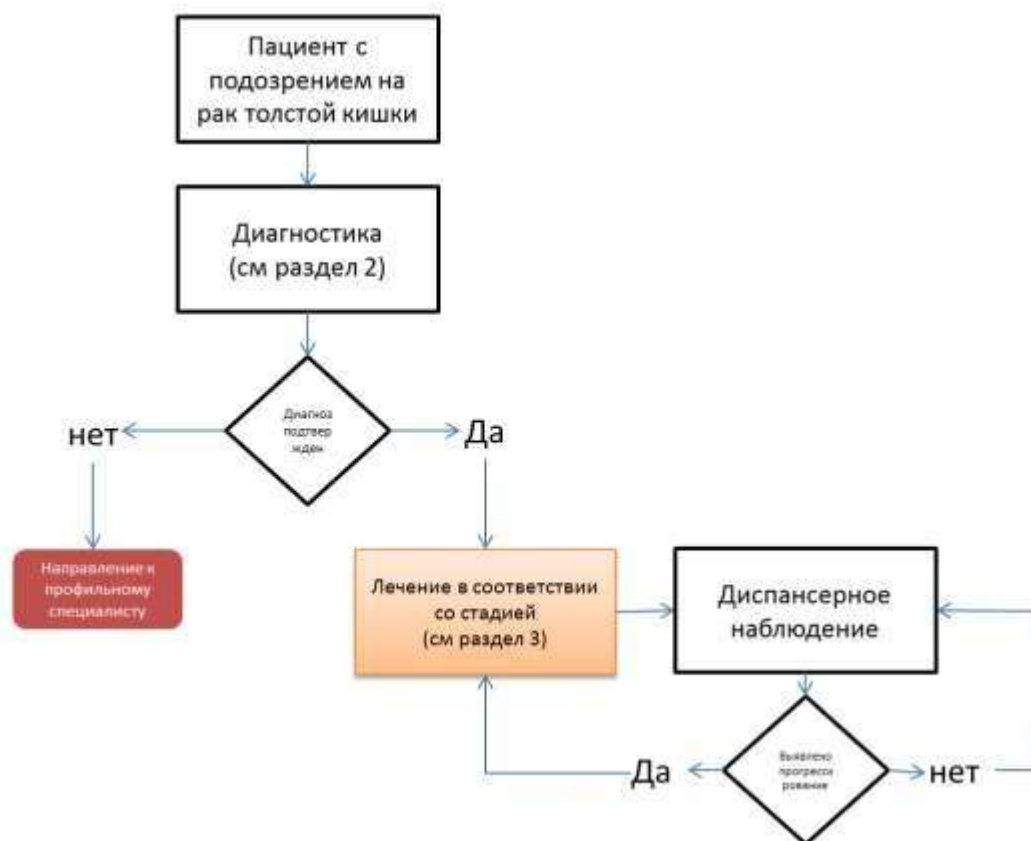 Пациент с
подозрением на
рак толстой кишки
Диагностика
(см раздел 2)
Диагноз
подтвер
жден
нет
Да
Направление к
профильному
специалисту
Лечение в соответствии
со стадией
(см раздел 3)
Диспансерное
наблюдение
Выявлено
прогресси
рование
Да
нет